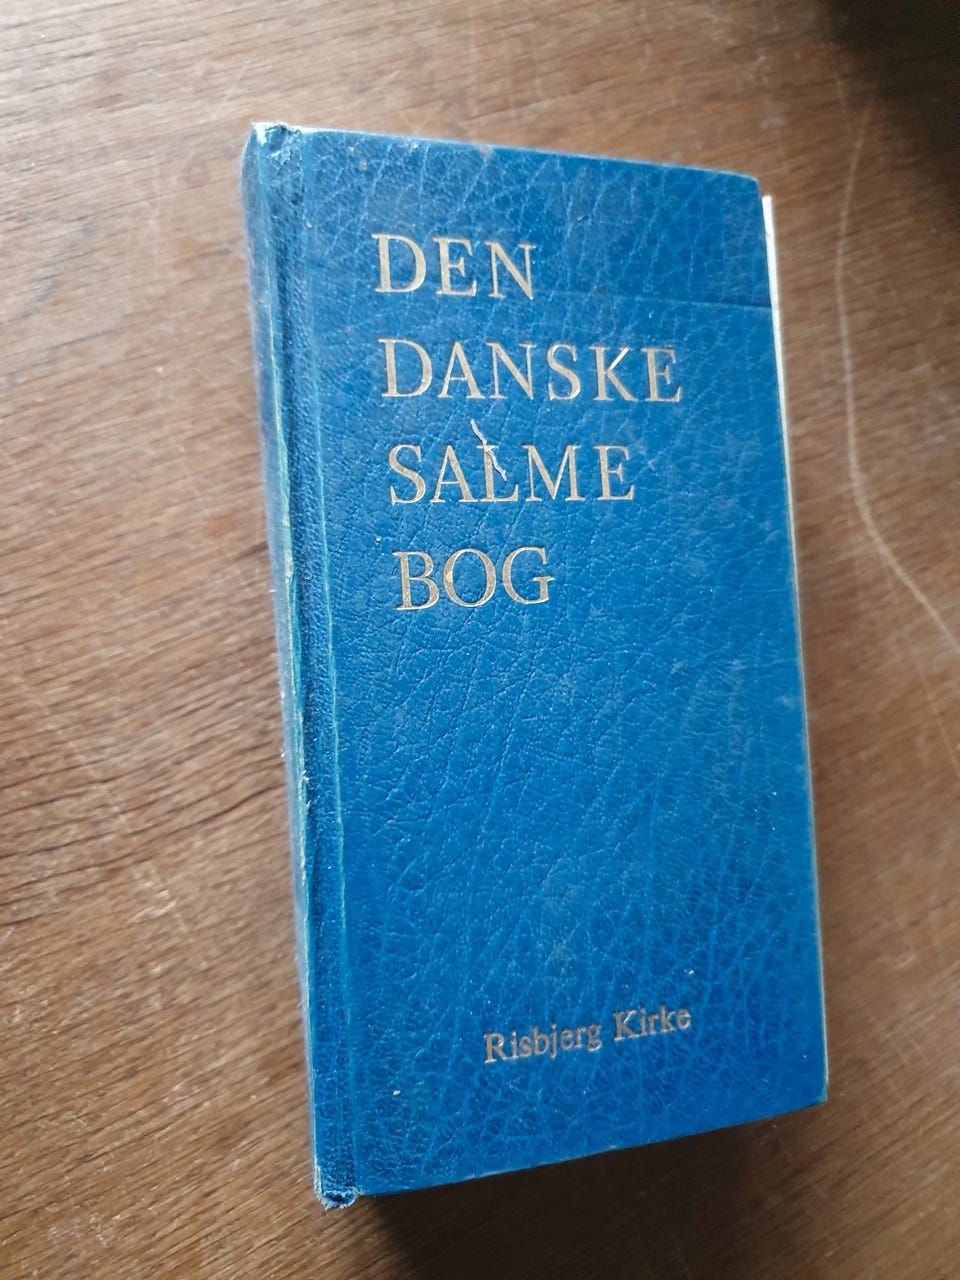 DEN
DANSKE
SALME
BOG
Risbjerg Kirke